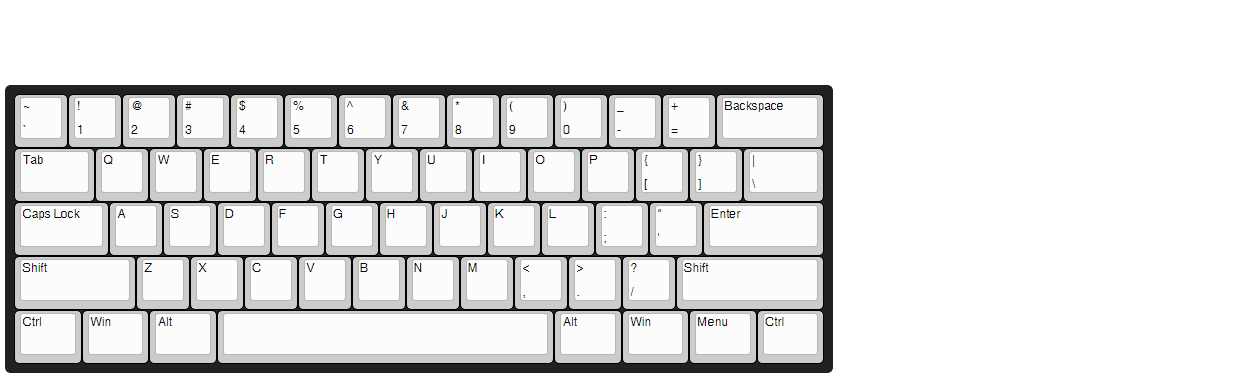 ~ ! @ # $ % ^ & * ( ) _ + Backspace
` 1 2 3 4 5 6 7 8 9 0 - =
Tab Q W E R T Y U I O P { } |
[ ] \
Caps Lock A S D F G H J K L : " Enter
; '
Shift Z X C V B N M < > ? Shift
, . /
Ctrl Win Alt Alt Win Menu Ctrl